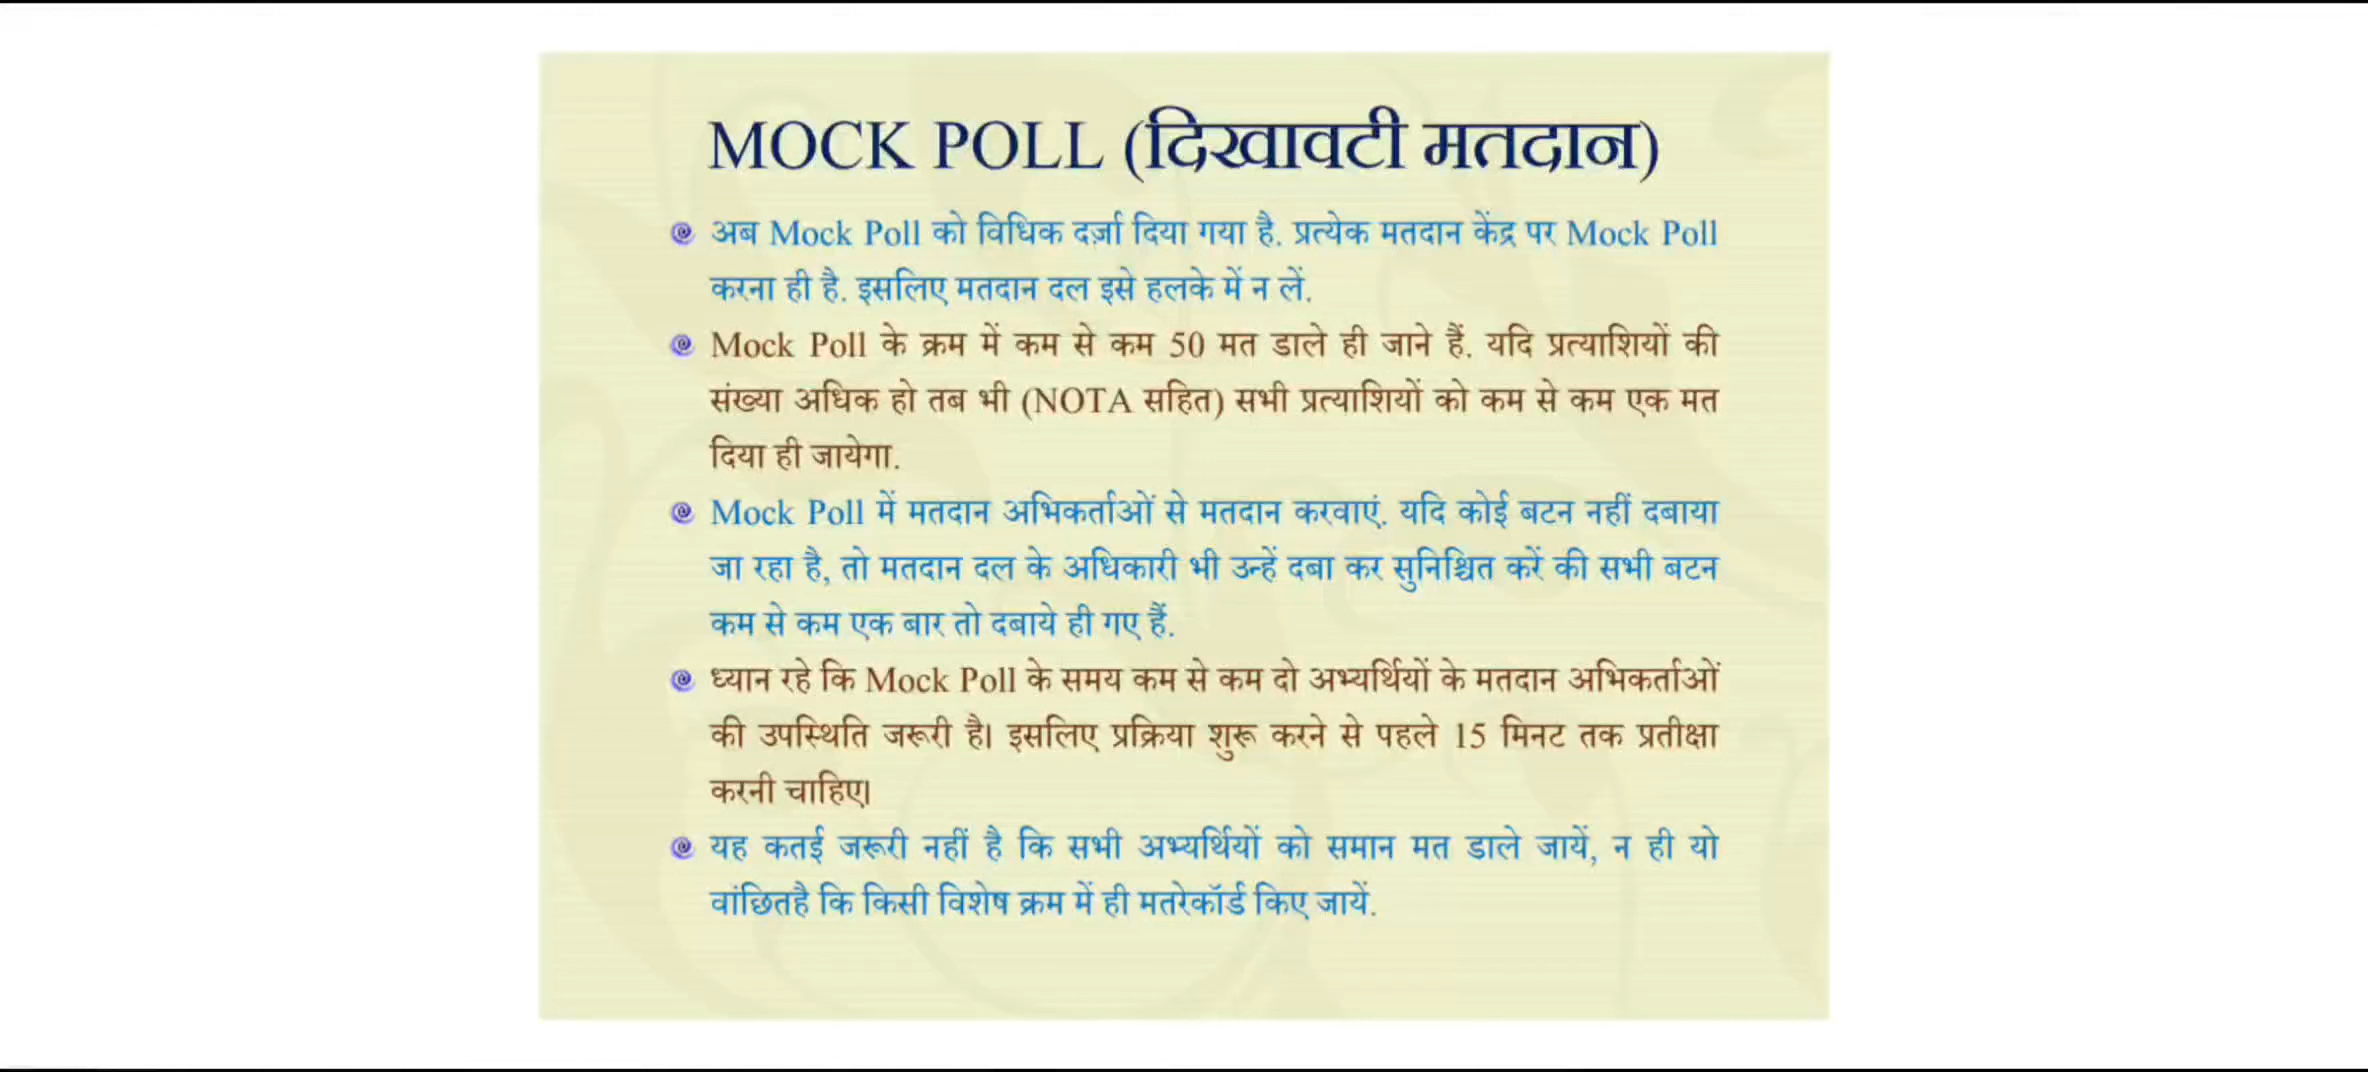 MOCK POLL (दिखावटी मतदान)
अब Mock Poll को विधिक दर्ज़ा दिया गया है. प्रत्येक मतदान केंद्र पर Mock Poll
करना ही है. इसलिए मतदान दल इसे हलके में न लें.
Mock Poll के क्रम में कम से कम 50 मत डाले ही जाने हैं. यदि प्रत्याशियों की
संख्या अधिक हो तब भी (NOTA सहित) सभी प्रत्याशियों को कम से कम एक मत
दिया ही जायेगा.
Mock Poll में मतदान अभिकर्ताओं से मतदान करवाएं. यदि कोई बटन नहीं दबाया
जा रहा है, तो मतदान दल के अधिकारी भी उन्हें दबा कर सुनिश्चित करें की सभी बटन
कम से कम एक बार तो दबाये ही गए हैं.
ध्यान रहे कि Mock Poll के समय कम से कम दो अभ्यर्थियों के मतदान अभिकर्ताओं
की उपस्थिति जरूरी है। इसलिए प्रक्रिया शुरू करने से पहले 15 मिनट तक प्रतीक्षा
करनी चाहिए।
यह कतई जरूरी नहीं है कि सभी अभ्यर्थियों को समान मत डाले जायें, न ही यो
वांछितहै कि किसी विशेष क्रम में ही मतरेकॉर्ड किए जायें.